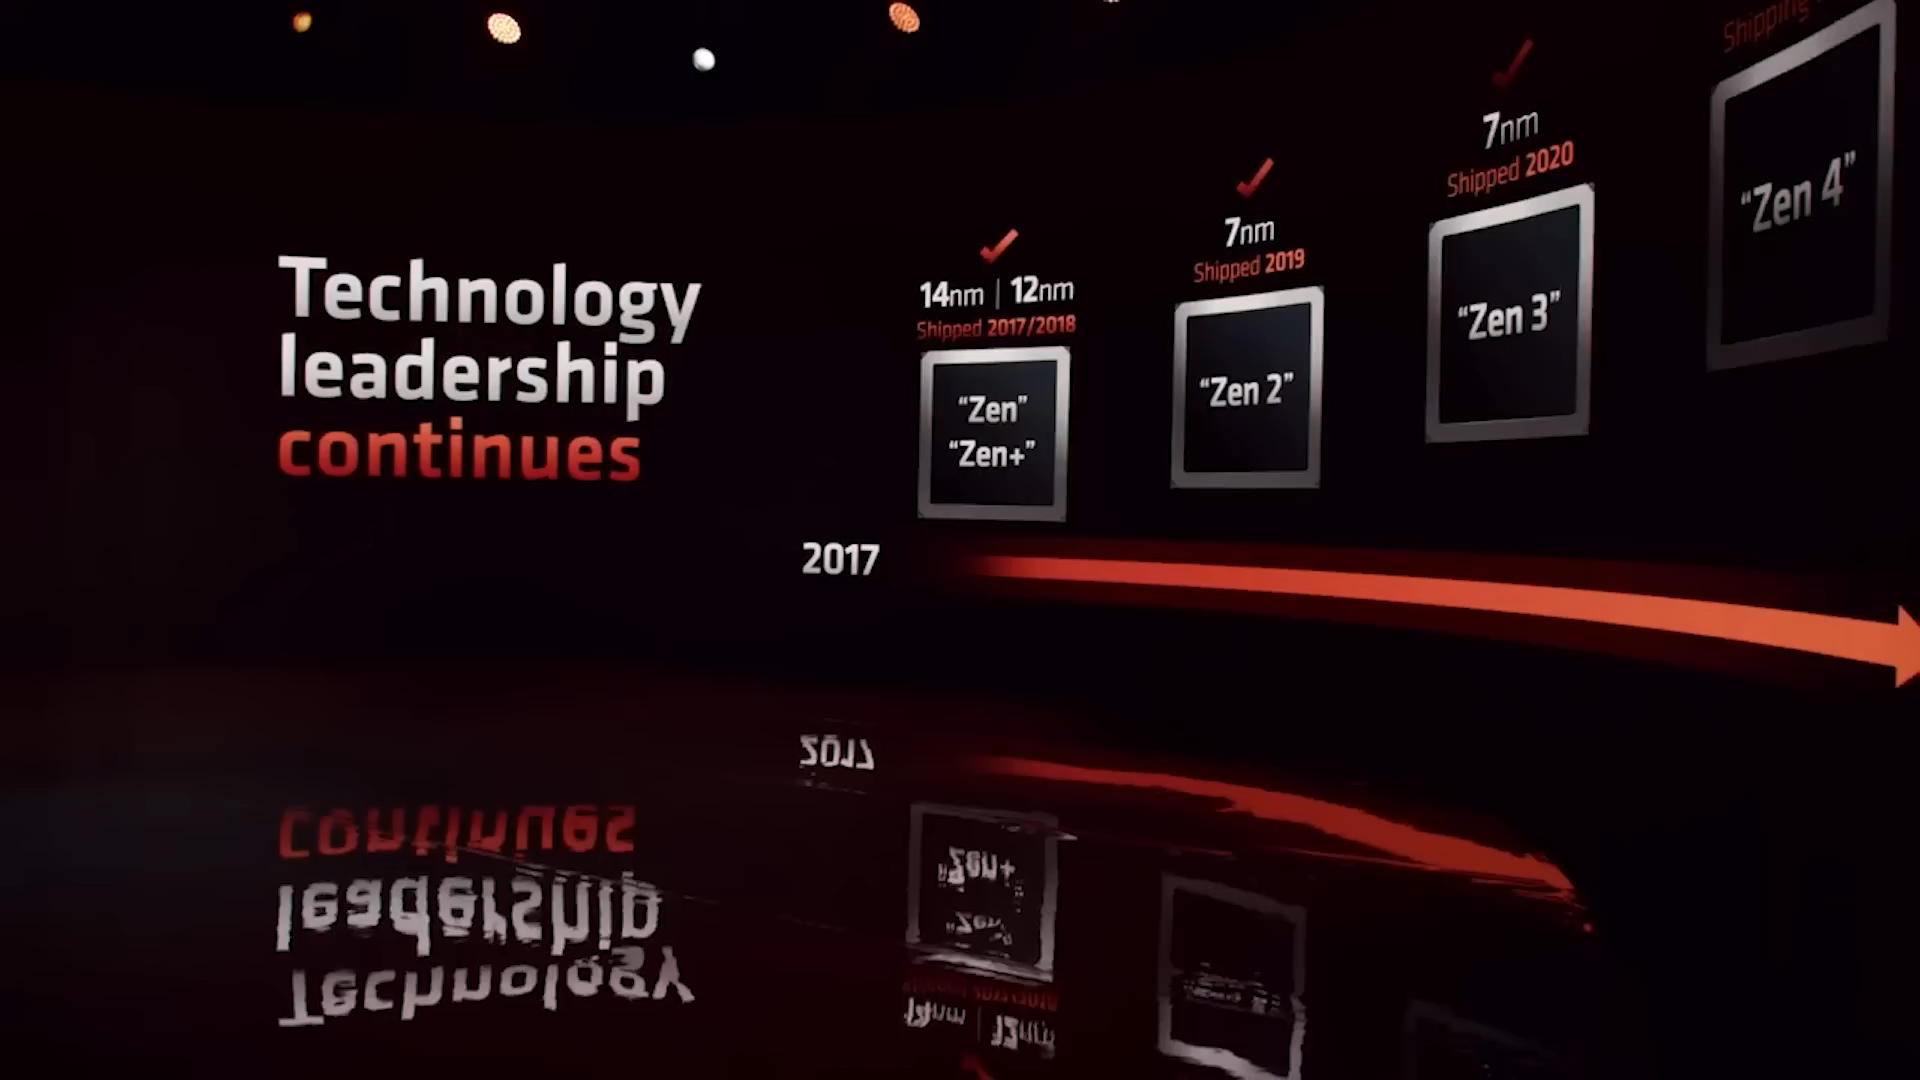 Technology
leadership
continues
14nm | 12nm
Shipped 2017/2018
“Zen”
“Zen+”
7nm
Shipped 2019
“Zen 2”
7nm
Shipped 2020
“Zen 3”
Shipping
“Zen 4”
2017